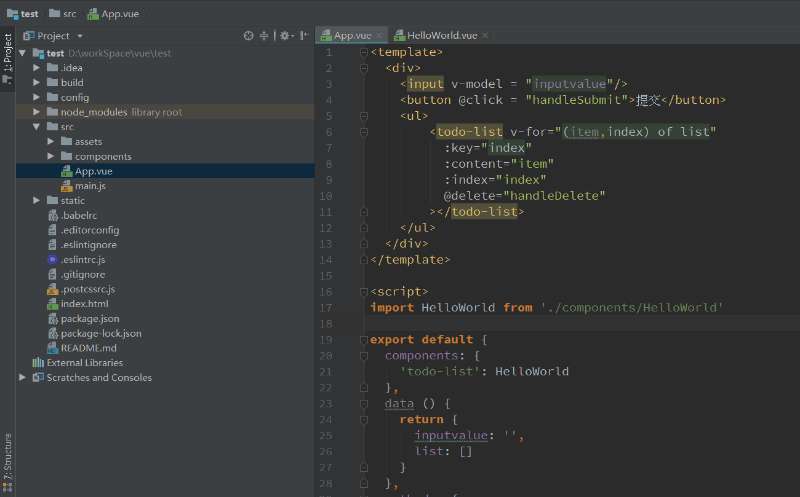 test src App.vue
1: Project
Project
test D:\workSpace\vue\test
.idea
build
config
node_modules library root
src
assets
components
App.vue
main.js
static
.babelrc
.editorconfig
.eslintignore
.eslintrc.js
.gitignore
.postcssrc.js
index.html
package.json
package-lock.json
README.md
External Libraries
Scratches and Consoles
7: Structure
App.vue HelloWorld.vue
1 <template>
2 <div>
3 <input v-model = "inputvalue"/>
4 <button @click = "handleSubmit">提交</button>
5 <ul>
6 <todo-list v-for="(item,index) of list"
7 :key="index"
8 :content="item"
9 :index="index"
10 @delete="handleDelete"
11 ></todo-list>
12 </ul>
13 </div>
14 </template>
15
16 <script>
17 import HelloWorld from './components/HelloWorld'
18
19 export default {
20 components: {
21 'todo-list': HelloWorld
22 },
23 data () {
24 return {
25 inputvalue: '',
26 list: []
27 }
28 },